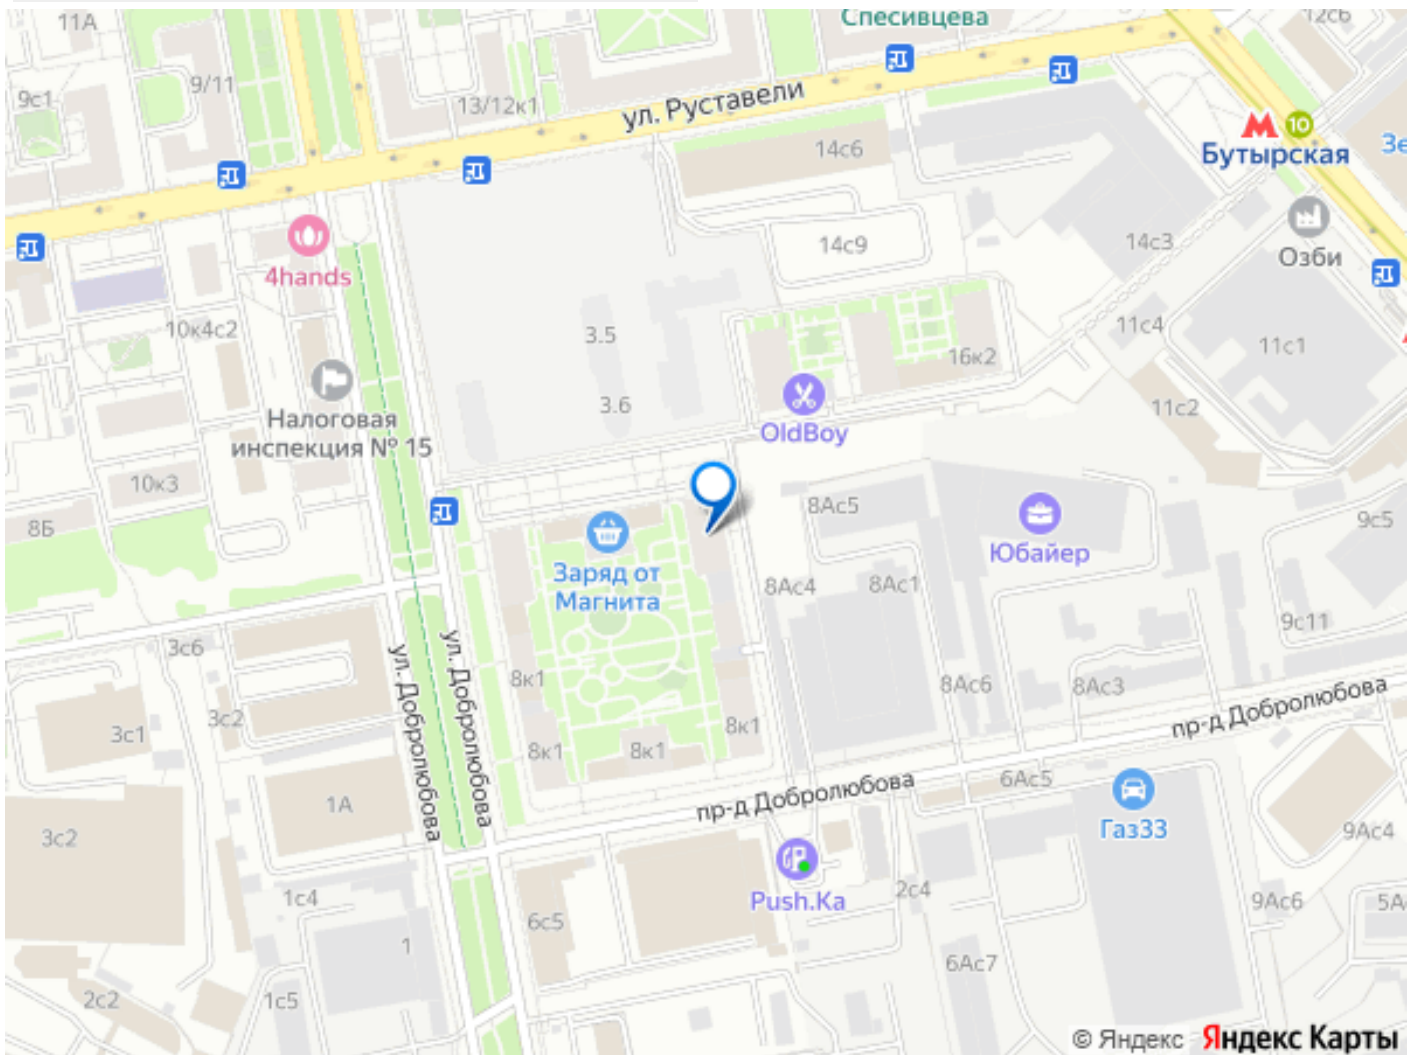 Спесивцева
11А
12с6
9/11
9с1
13/12к1
ул. Руставели
Бутырская
10
Зе
14с6
14с9
14с3
Озби
4hands
10к4с2
3.5
11с4
11с1
16к2
Налоговая
инспекция № 15
3.6
OldBoy
11с2
10к3
8Б
8Ас5
Юбайер
9с5
Заряд от
Магнита
8Ас4
8Ас1
9с11
3с6
ул. Добролюбова
ул. Добролюбова
8к1
8Ас6
8Ас3
пр-д Добролюбова
3с1
3с2
8к1
8к1
8к1
пр-д Добролюбова
6Ас5
Газ33
1А
3с2
9Ас4
Push.Ka
2с4
1с4
6с5
9Ас6
5А
1
6Ас7
2с2
1с5
© Яндекс Яндекс Карты